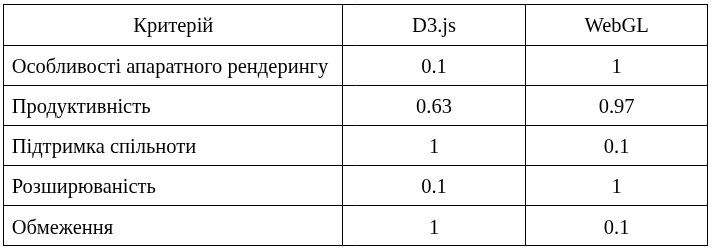 Критерій D3.js WebGL
Особливості апаратного рендерингу 0.1 1
Продуктивність 0.63 0.97
Підтримка спільноти 1 0.1
Розширюваність 0.1 1
Обмеження 1 0.1